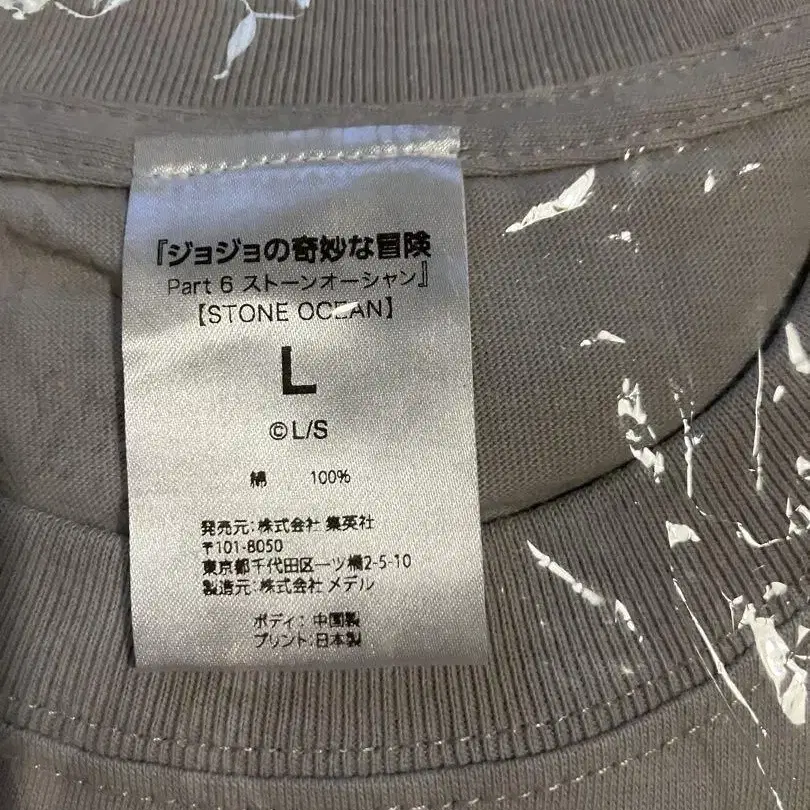 『ジョジョの奇妙な冒険
Part 6 ストーンオーシャン』
【STONE OCEAN】
L
©L/S
綿 100%
発売元:株式会社 集英社
〒101-8050
東京都千代田区一ツ橋2-5-10
製造元:株式会社 メデル
ボディ: 中国製
プリント:日本製